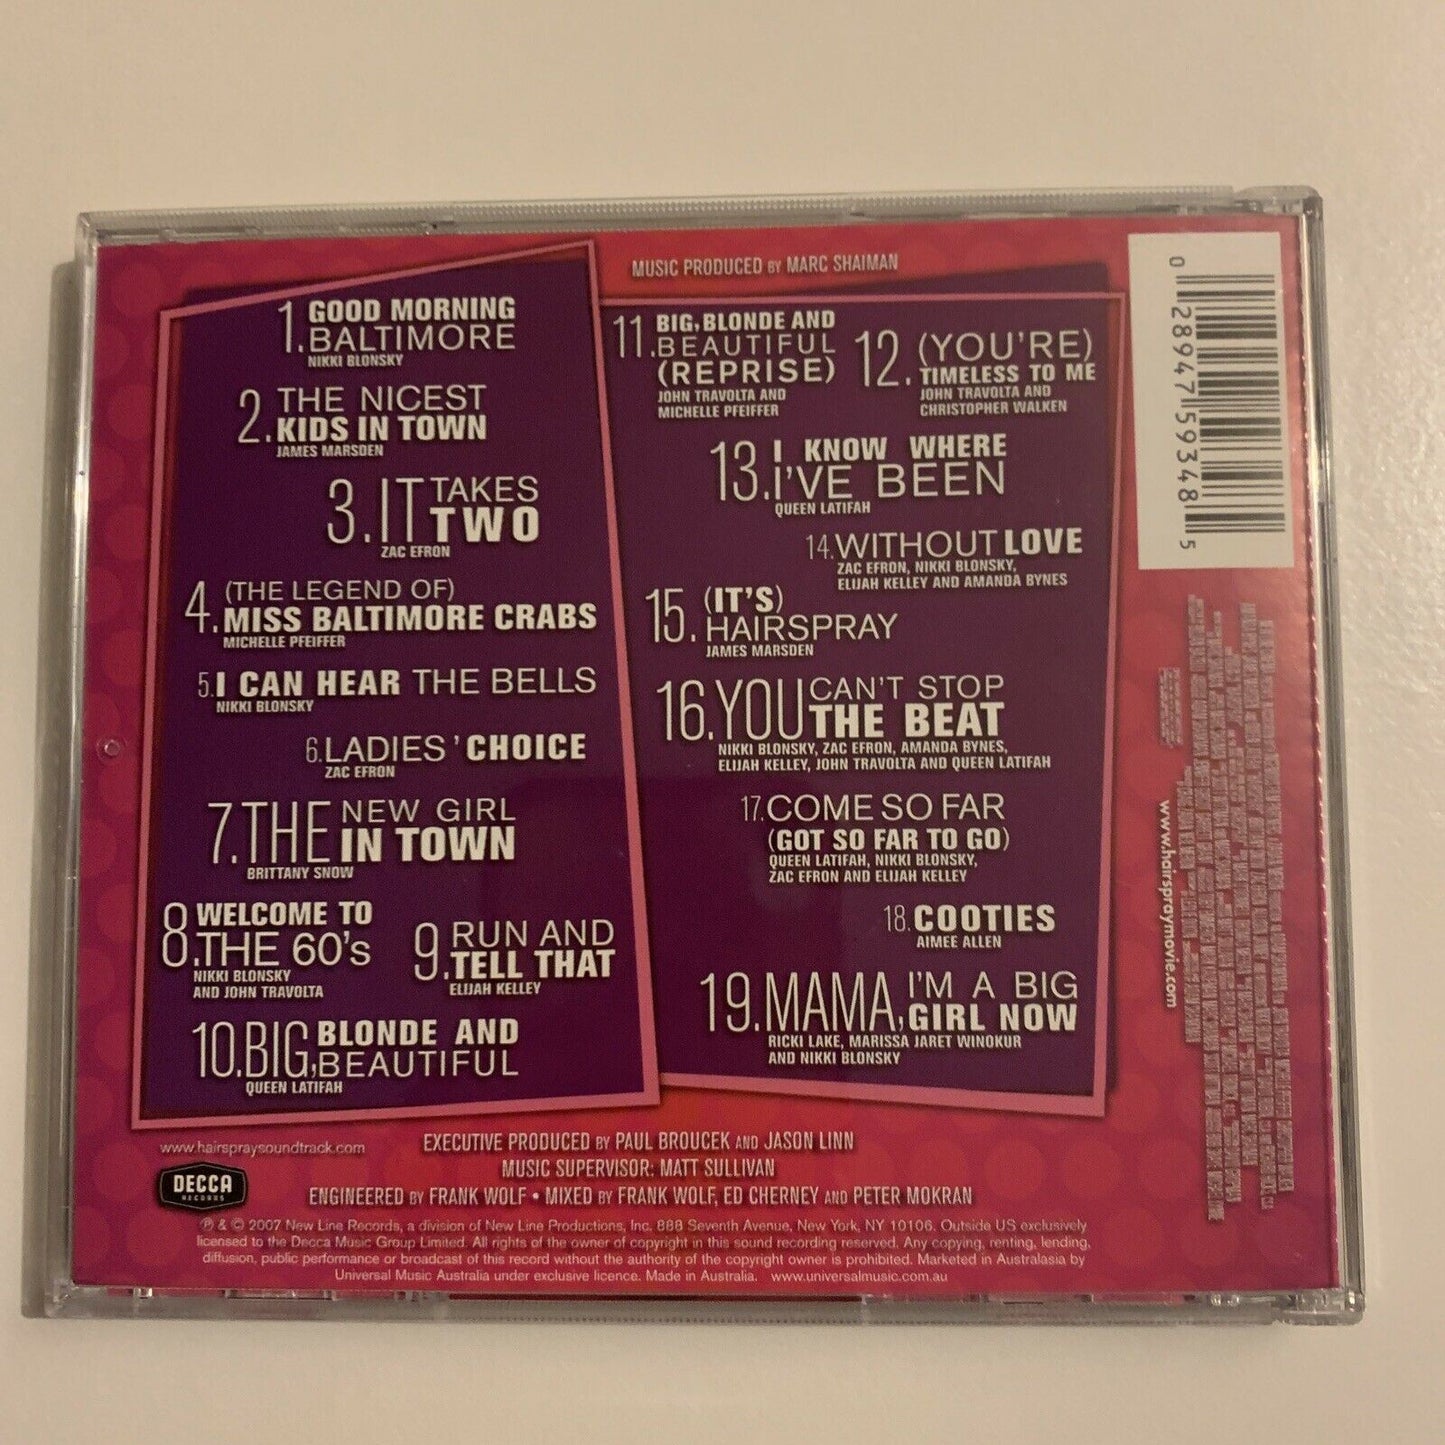 MUSIC PRODUCED BY MARC SHAIMAN
1. GOOD MORNING
BALTIMORE
NIKKI BLONSKY
2. THE NICEST
KIDS IN TOWN
JAMES MARSDEN
3. IT TAKES
TWO
ZAC EFRON
4. (THE LEGEND OF)
MISS BALTIMORE CRABS
MICHELLE PFEIFFER
5. I CAN HEAR THE BELLS
NIKKI BLONSKY
6. LADIES' CHOICE
ZAC EFRON
7. THE NEW GIRL
IN TOWN
BRITTANY SNOW
8. WELCOME TO
THE 60's
NIKKI BLONSKY
AND JOHN TRAVOLTA
9. RUN AND
TELL THAT
ELIJAH KELLEY
10. BIG, BLONDE AND
BEAUTIFUL
QUEEN LATIFAH
11. BIG, BLONDE AND
BEAUTIFUL
(REPRISE)
JOHN TRAVOLTA AND
MICHELLE PFEIFFER
12. (YOU'RE)
TIMELESS TO ME
JOHN TRAVOLTA AND
CHRISTOPHER WALKEN
13. I KNOW WHERE
I'VE BEEN
QUEEN LATIFAH
14. WITHOUT LOVE
ZAC EFRON, NIKKI BLONSKY,
ELIJAH KELLEY AND AMANDA BYNES
15. (IT'S)
HAIRSPRAY
JAMES MARSDEN
16. YOU CAN'T STOP
THE BEAT
NIKKI BLONSKY, ZAC EFRON, AMANDA BYNES,
ELIJAH KELLEY, JOHN TRAVOLTA AND QUEEN LATIFAH
17. COME SO FAR
(GOT SO FAR TO GO)
QUEEN LATIFAH, NIKKI BLONSKY,
ZAC EFRON AND ELIJAH KELLEY
18. COOTIES
AIMEE ALLEN
19. MAMA, I'M A BIG
GIRL NOW
RICKI LAKE, MARISSA JARET WINOKUR
AND NIKKI BLONSKY
0 28947 59348 5
www.hairspraymovie.com
www.hairspraysoundtrack.com
DECCA
RECORDS
EXECUTIVE PRODUCED BY PAUL BROUCEK AND JASON LINN
MUSIC SUPERVISOR: MATT SULLIVAN
ENGINEERED BY FRANK WOLF • MIXED BY FRANK WOLF, ED CHERNEY AND PETER MOKRAN
℗ & © 2007 New Line Records, a division of New Line Productions, Inc. 888 Seventh Avenue, New York, NY 10106. Outside US exclusively
licensed to the Decca Music Group Limited. All rights of the owner of copyright in this sound recording reserved. Any copying, renting, lending,
diffusion, public performance or broadcast of this record without the authority of the copyright owner is prohibited. Marketed in Australasia by
Universal Music Australia under exclusive licence. Made in Australia. www.universalmusic.com.au